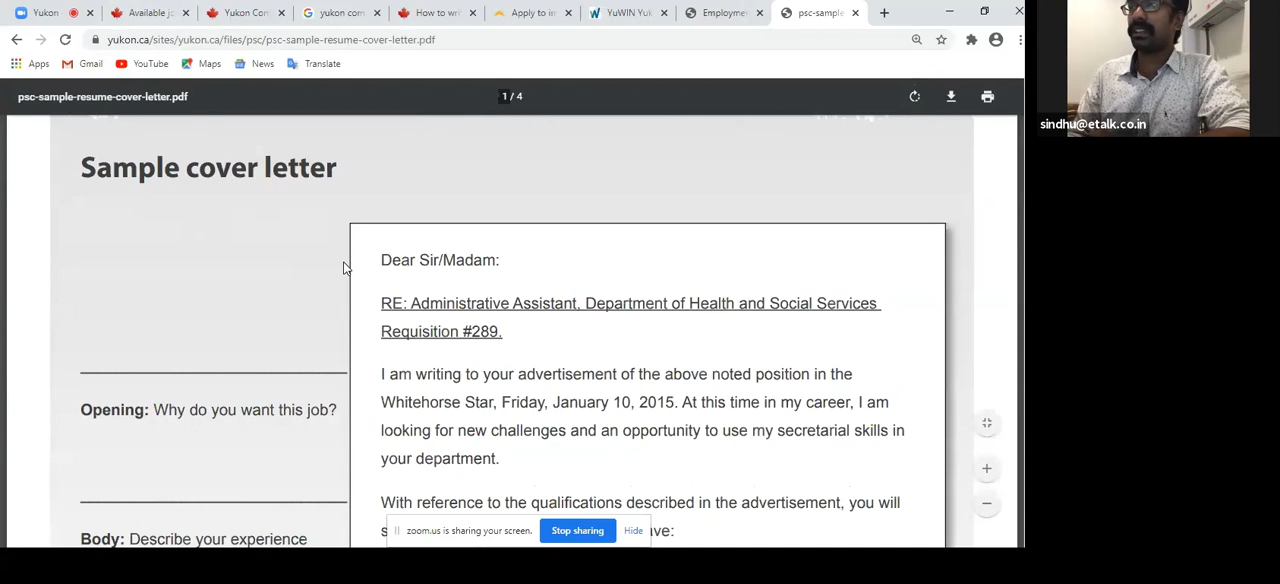 Yukon
Available jo
Yukon Com
yukon com
How to wri
Apply to in
YuWIN Yuk
Employme
psc-sample
yukon.ca/sites/yukon.ca/files/psc/psc-sample-resume-cover-letter.pdf
Apps
Gmail
YouTube
Maps
News
Translate
psc-sample-resume-cover-letter.pdf
1 / 4
sindhu@etalk.co.in
Sample cover letter
Dear Sir/Madam:
RE: Administrative Assistant. Department of Health and Social Services
Requisition #289.
I am writing to your advertisement of the above noted position in the
Whitehorse Star, Friday, January 10, 2015. At this time in my career, I am
looking for new challenges and an opportunity to use my secretarial skills in
your department.
Opening: Why do you want this job?
With reference to the qualifications described in the advertisement, you will
ave:
zoom.us is sharing your screen.
Stop sharing
Hide
Body: Describe your experience